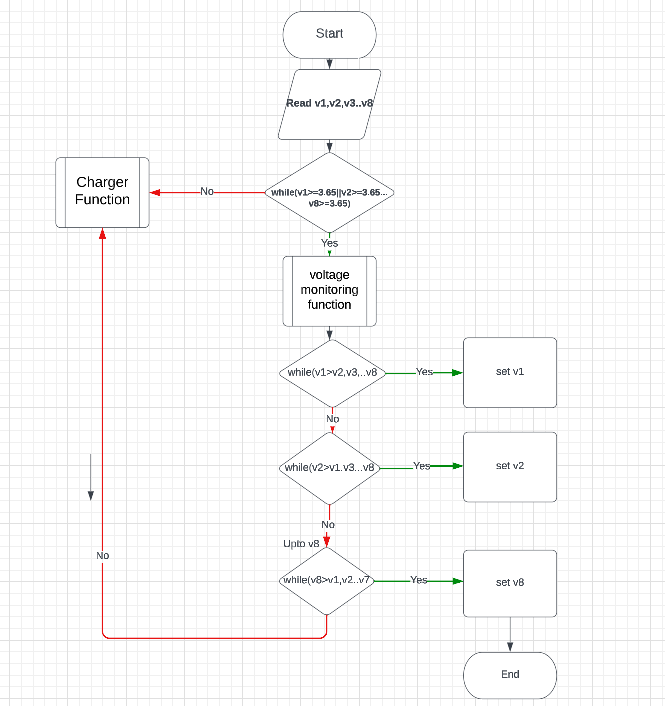 Start
Read v1,v2,v3..v8
while(v1>=3.65||v2>=3.65...
v8>=3.65)
No
Charger
Function
Yes
voltage
monitoring
function
while(v1>v2,v3,..v8
Yes
set v1
No
while(v2>v1.v3...v8
Yes
set v2
No
Upto v8
while(v8>v1,v2..v7
Yes
set v8
No
End